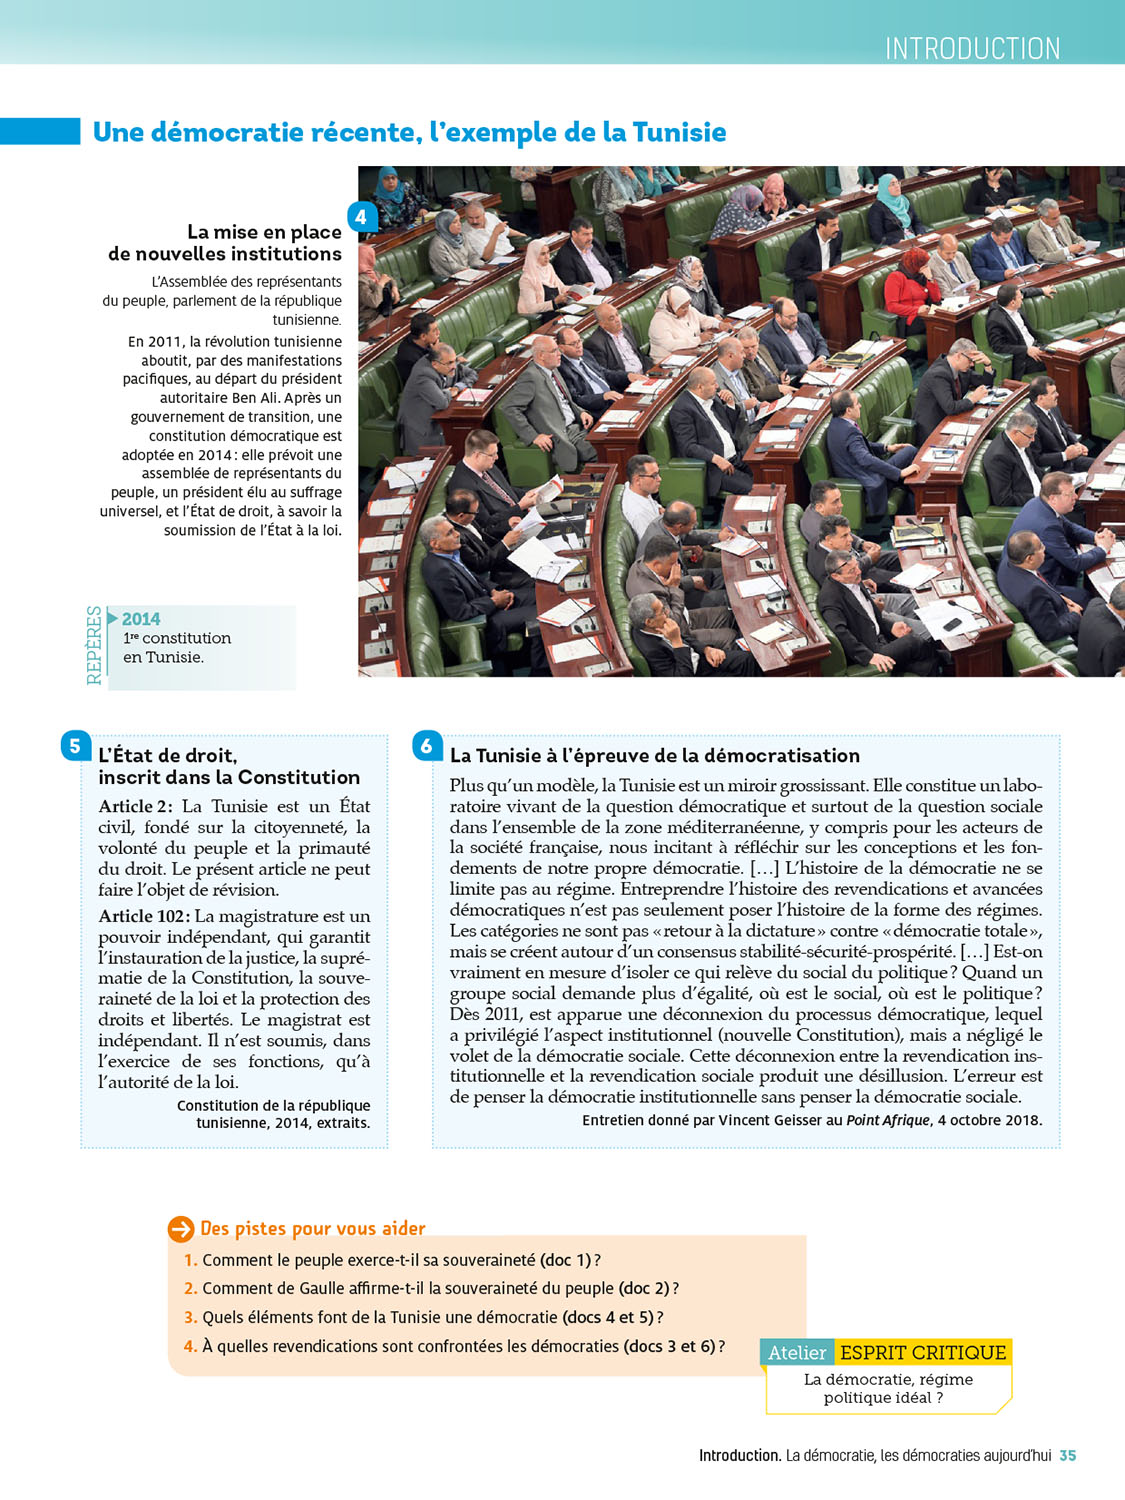 INTRODUCTION
Une démocratie récente, l’exemple de la Tunisie
4
La mise en place
de nouvelles institutions
L’Assemblée des représentants
du peuple, parlement de la république
tunisienne.
En 2011, la révolution tunisienne
aboutit, par des manifestations
pacifiques, au départ du président
autoritaire Ben Ali. Après un
gouvernement de transition, une
constitution démocratique est
adoptée en 2014 : elle prévoit une
assemblée de représentants du
peuple, un président élu au suffrage
universel, et l’État de droit, à savoir la
soumission de l’État à la loi.
REPÈRES
2014
1re constitution
en Tunisie.
5
L’État de droit,
inscrit dans la Constitution
Article 2 : La Tunisie est un État
civil, fondé sur la citoyenneté, la
volonté du peuple et la primauté
du droit. Le présent article ne peut
faire l’objet de révision.
Article 102 : La magistrature est un
pouvoir indépendant, qui garantit
l’instauration de la justice, la supré-
matie de la Constitution, la souve-
raineté de la loi et la protection des
droits et libertés. Le magistrat est
indépendant. Il n’est soumis, dans
l’exercice de ses fonctions, qu’à
l’autorité de la loi.
Constitution de la république
tunisienne, 2014, extraits.
6
La Tunisie à l’épreuve de la démocratisation
Plus qu’un modèle, la Tunisie est un miroir grossissant. Elle constitue un labo-
ratoire vivant de la question démocratique et surtout de la question sociale
dans l’ensemble de la zone méditerranéenne, y compris pour les acteurs de
la société française, nous incitant à réfléchir sur les conceptions et les fon-
dements de notre propre démocratie. […] L’histoire de la démocratie ne se
limite pas au régime. Entreprendre l’histoire des revendications et avancées
démocratiques n’est pas seulement poser l’histoire de la forme des régimes.
Les catégories ne sont pas « retour à la dictature » contre « démocratie totale »,
mais se créent autour d’un consensus stabilité-sécurité-prospérité. […] Est-on
vraiment en mesure d’isoler ce qui relève du social du politique ? Quand un
groupe social demande plus d’égalité, où est le social, où est le politique ?
Dès 2011, est apparue une déconnexion du processus démocratique, lequel
a privilégié l’aspect institutionnel (nouvelle Constitution), mais a négligé le
volet de la démocratie sociale. Cette déconnexion entre la revendication ins-
titutionnelle et la revendication sociale produit une désillusion. L’erreur est
de penser la démocratie institutionnelle sans penser la démocratie sociale.
Entretien donné par Vincent Geisser au Point Afrique, 4 octobre 2018.
Des pistes pour vous aider
1. Comment le peuple exerce-t-il sa souveraineté (doc 1) ?
2. Comment de Gaulle affirme-t-il la souveraineté du peuple (doc 2) ?
3. Quels éléments font de la Tunisie une démocratie (docs 4 et 5) ?
4. À quelles revendications sont confrontées les démocraties (docs 3 et 6) ?
Atelier ESPRIT CRITIQUE
La démocratie, régime
politique idéal ?
Introduction. La démocratie, les démocraties aujourd’hui 35